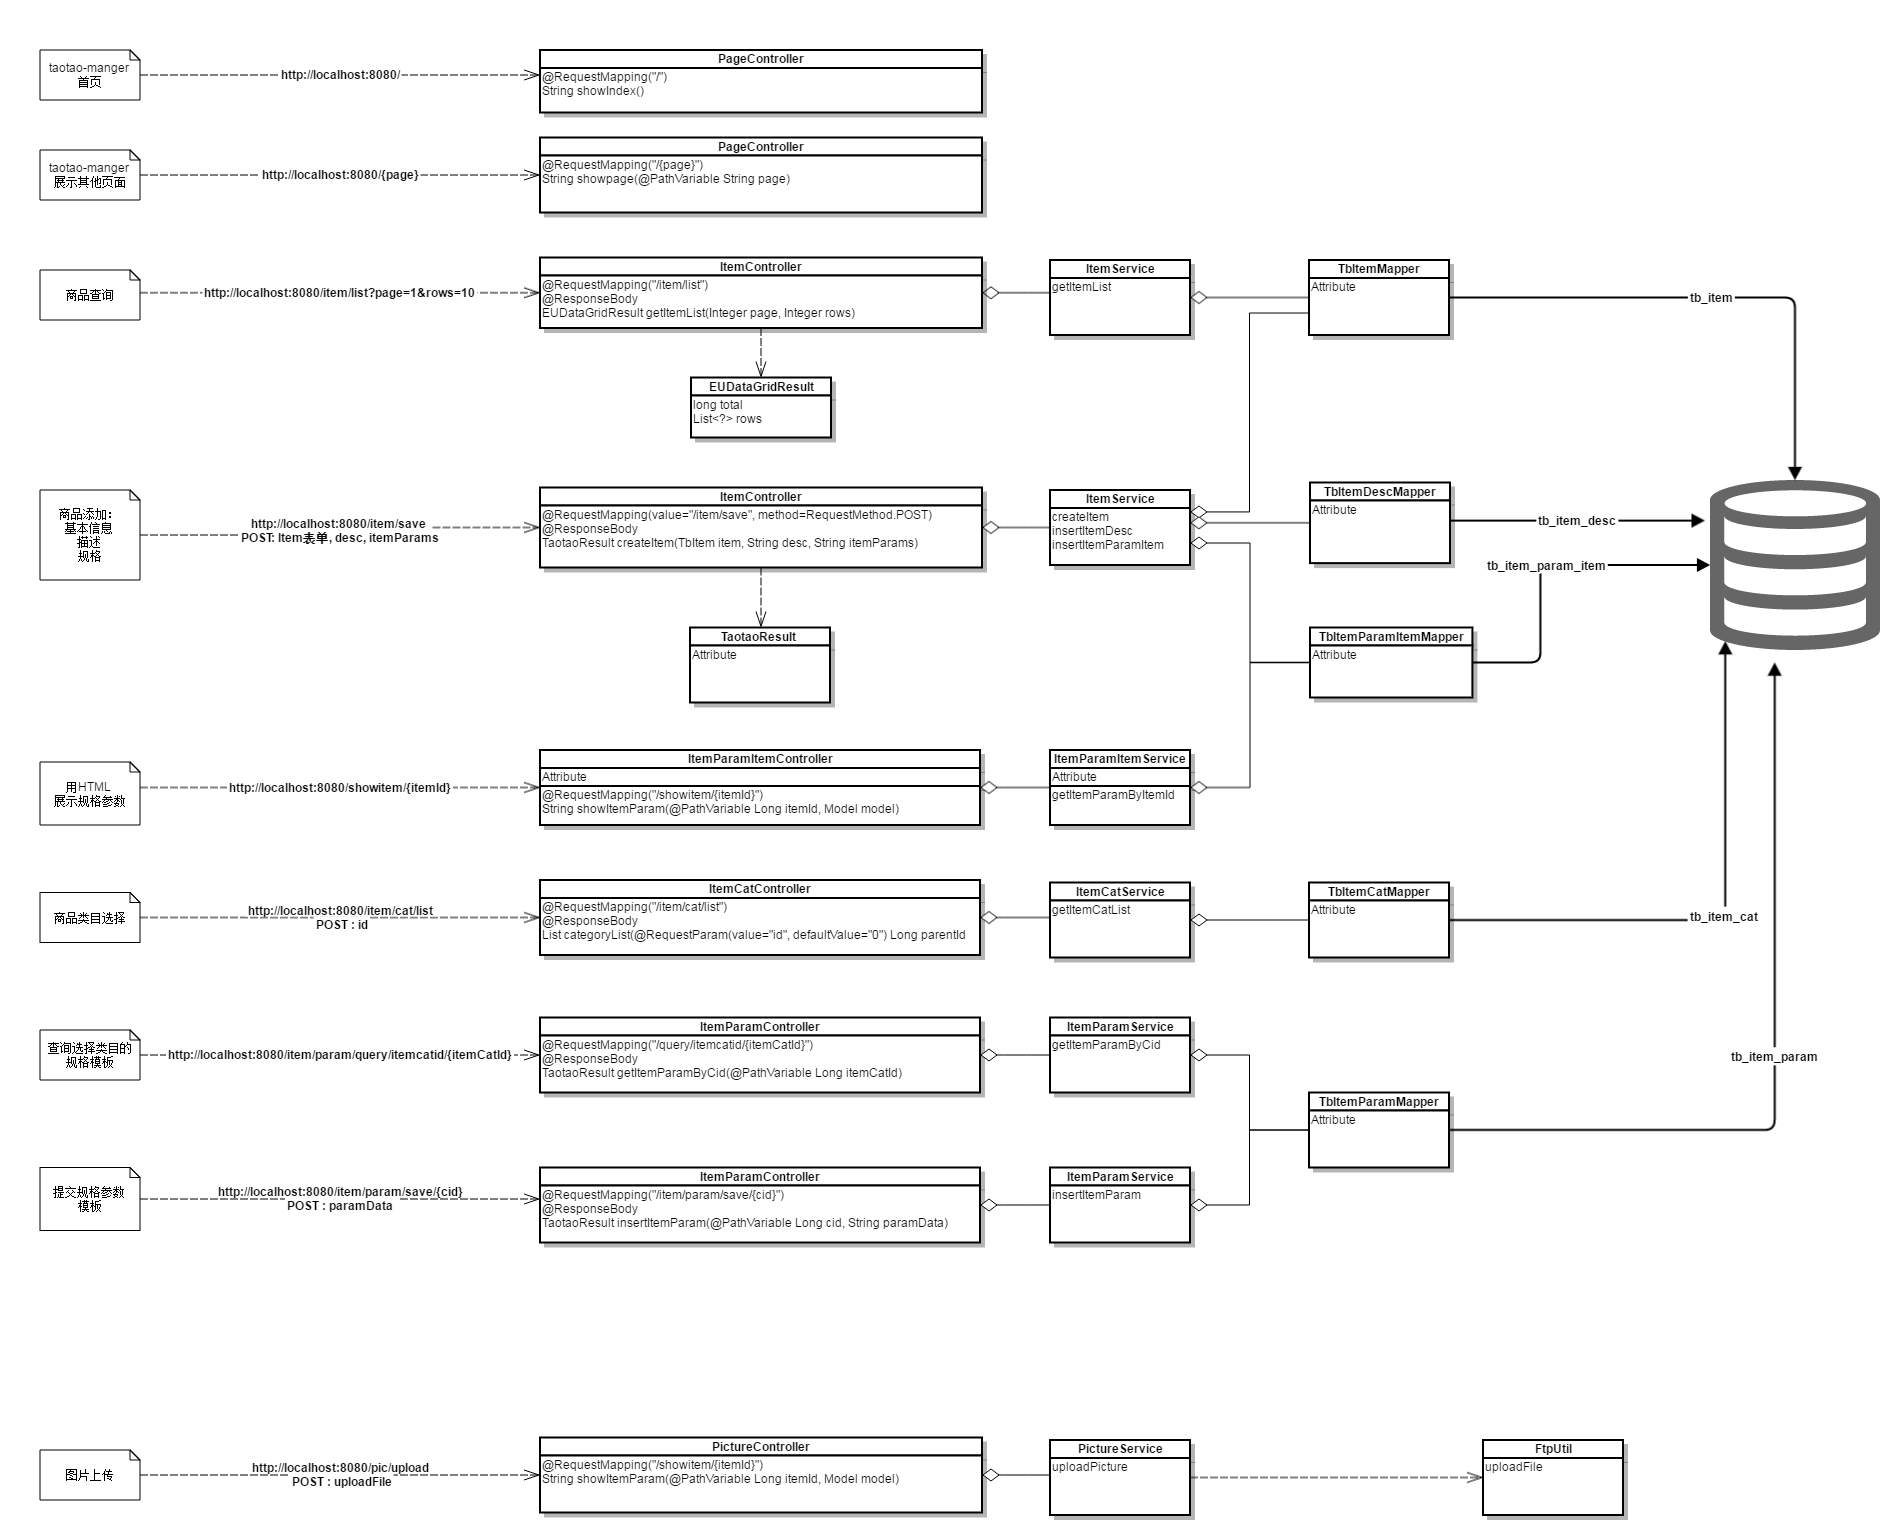 taotao-manger
首页
http://localhost:8080/
PageController
@RequestMapping("/")
String showIndex()
taotao-manger
展示其他页面
http://localhost:8080/{page}
PageController
@RequestMapping("/{page}")
String showpage(@PathVariable String page)
商品查询
http://localhost:8080/item/list?page=1&rows=10
ItemController
@RequestMapping("/item/list")
@ResponseBody
EUDataGridResult getItemList(Integer page, Integer rows)
ItemService
getItemList
TbItemMapper
Attribute
tb_item
EUDataGridResult
long total
List<?> rows
商品添加：
基本信息
描述
规格
http://localhost:8080/item/save
POST: Item表单, desc, itemParams
ItemController
@RequestMapping(value="/item/save", method=RequestMethod.POST)
@ResponseBody
TaotaoResult createItem(TbItem item, String desc, String itemParams)
ItemService
createItem
insertItemDesc
insertItemParamItem
TbItemDescMapper
Attribute
tb_item_desc
tb_item_param_item
TaotaoResult
Attribute
TbItemParamItemMapper
Attribute
用HTML
展示规格参数
http://localhost:8080/showitem/{itemId}
ItemParamItemController
Attribute
@RequestMapping("/showitem/{itemId}")
String showItemParam(@PathVariable Long itemId, Model model)
ItemParamItemService
Attribute
getItemParamByItemId
商品类目选择
http://localhost:8080/item/cat/list
POST : id
ItemCatController
@RequestMapping("/item/cat/list")
@ResponseBody
List categoryList(@RequestParam(value="id", defaultValue="0") Long parentId
ItemCatService
getItemCatList
TbItemCatMapper
Attribute
tb_item_cat
查询选择类目的
规格模板
http://localhost:8080/item/param/query/itemcatid/{itemCatId}
ItemParamController
@RequestMapping("/query/itemcatid/{itemCatId}")
@ResponseBody
TaotaoResult getItemParamByCid(@PathVariable Long itemCatId)
ItemParamService
getItemParamByCid
tb_item_param
TbItemParamMapper
Attribute
提交规格参数
模板
http://localhost:8080/item/param/save/{cid}
POST : paramData
ItemParamController
@RequestMapping("/item/param/save/{cid}")
@ResponseBody
TaotaoResult insertItemParam(@PathVariable Long cid, String paramData)
ItemParamService
insertItemParam
图片上传
http://localhost:8080/pic/upload
POST : uploadFile
PictureController
@RequestMapping("/showitem/{itemId}")
String showItemParam(@PathVariable Long itemId, Model model)
PictureService
uploadPicture
FtpUtil
uploadFile